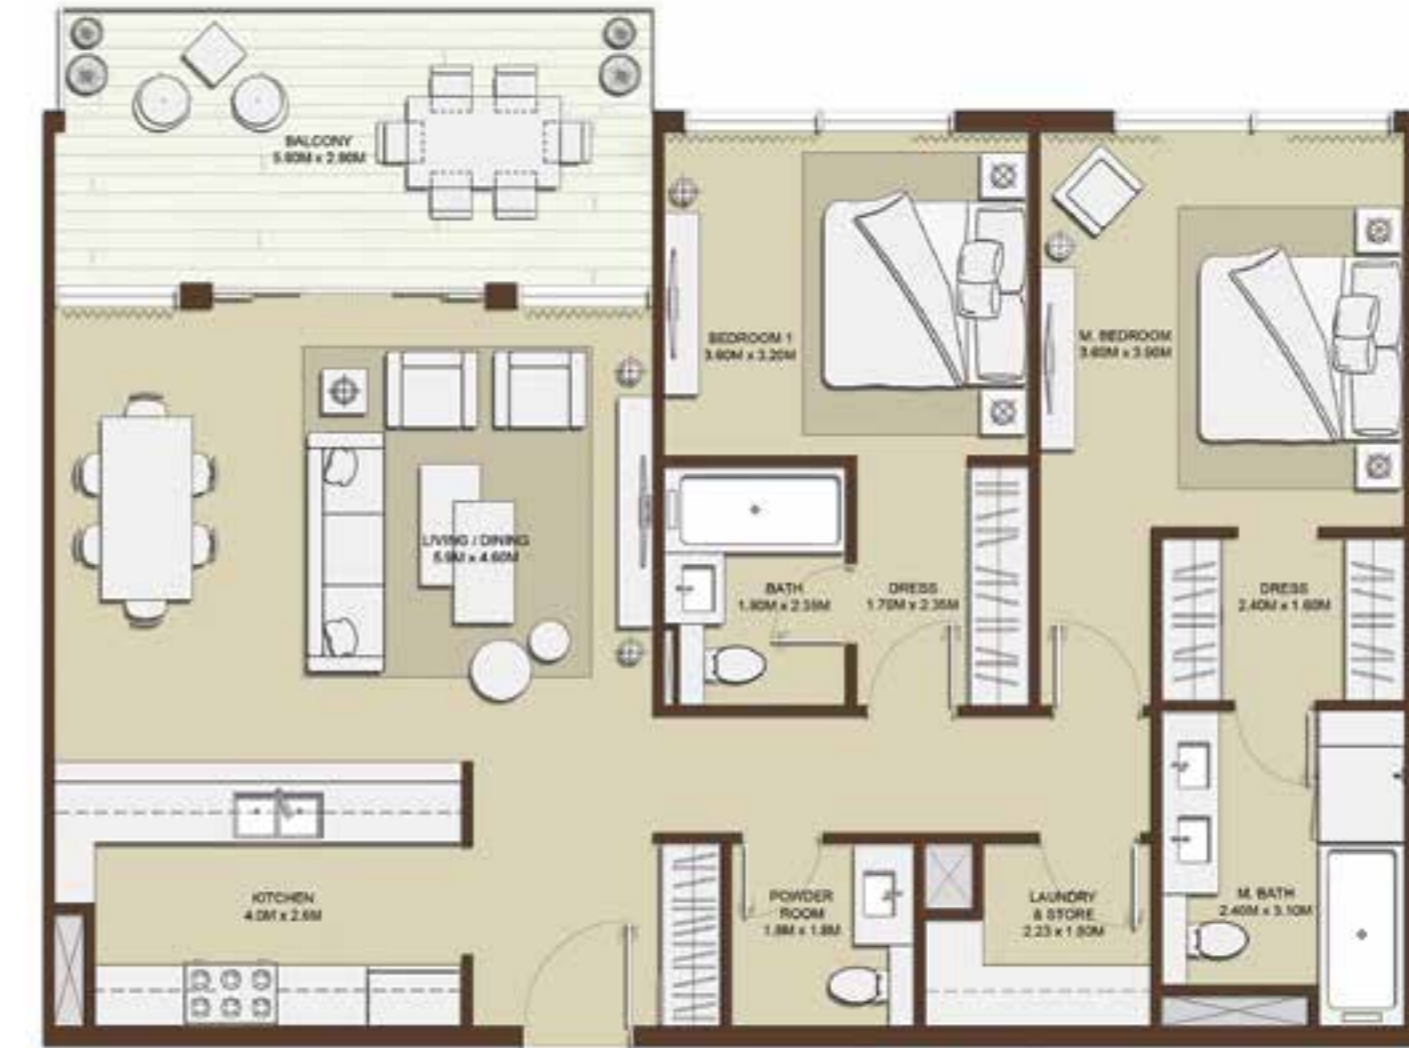 BALCONY
5.80M x 2.90M
BEDROOM 1
3.60M x 3.20M
M. BEDROOM
3.60M x 3.90M
LIVING / DINING
5.9M x 4.60M
BATH
1.90M x 2.35M
DRESS
1.70M x 2.35M
DRESS
2.40M x 1.60M
KITCHEN
4.0M x 2.6M
POWDER
ROOM
1.8M x 1.8M
LAUNDRY
& STORE
2.23 x 1.80M
M. BATH
2.40M x 3.10M